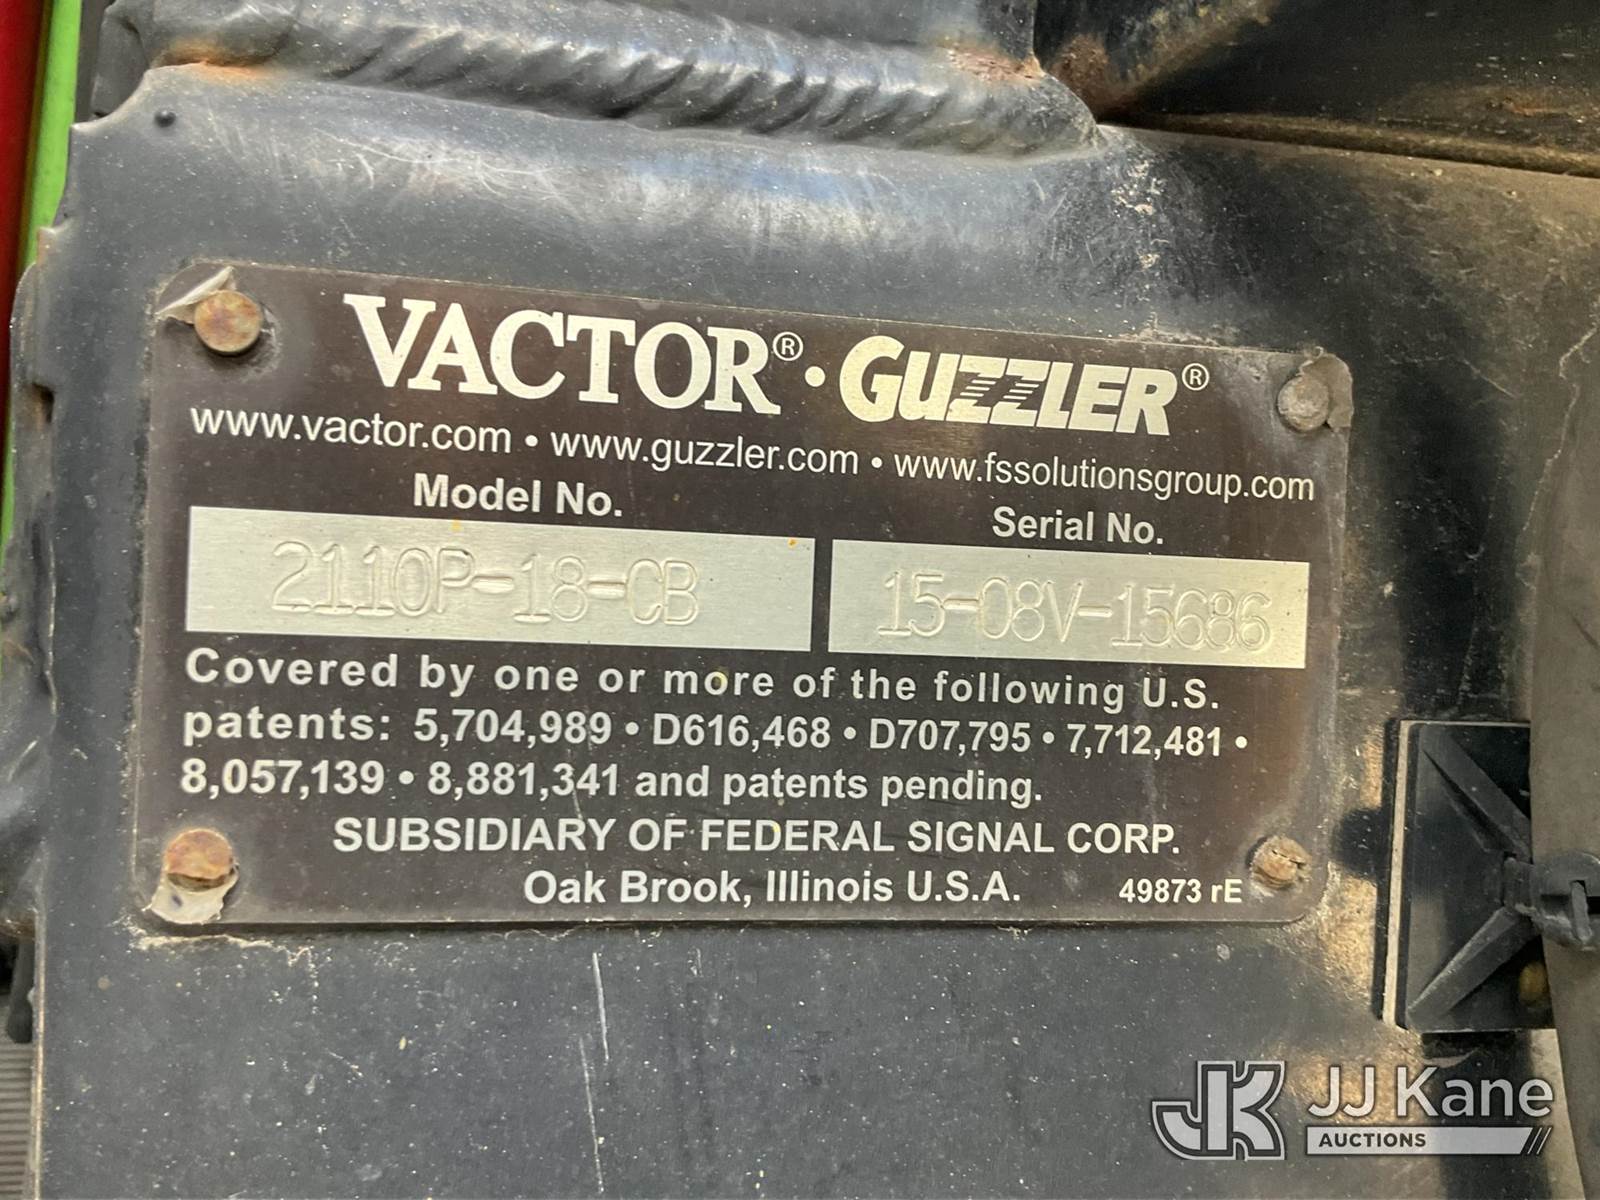 VACTOR® • GUZZLER®
www.vactor.com • www.guzzler.com • www.fssolutionsgroup.com
Model No.
Serial No.
2110P-18-CB
15-08V-15686
Covered by one or more of the following U.S.
patents: 5,704,989 • D616,468 • D707,795 • 7,712,481 •
8,057,139 • 8,881,341 and patents pending.
SUBSIDIARY OF FEDERAL SIGNAL CORP.
Oak Brook, Illinois U.S.A.
49873 rE
JK
JJ Kane
AUCTIONS